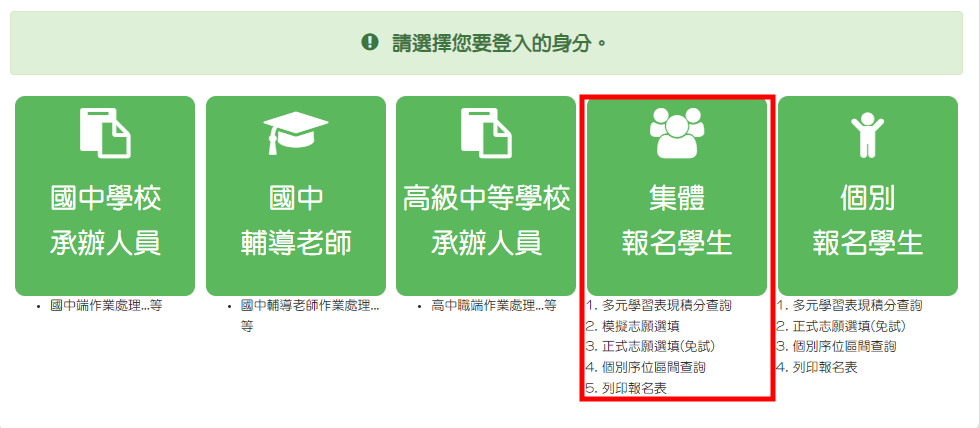 請選擇您要登入的身分。
國中學校
承辦人員
國中端作業處理...等
國中
輔導老師
國中輔導老師作業處理...
等
高級中等學校
承辦人員
高中職端作業處理...等
集體
報名學生
1. 多元學習表現積分查詢
2. 模擬志願選填
3. 正式志願選填(免試)
4. 個別序位區間查詢
5. 列印報名表
個別
報名學生
1. 多元學習表現積分查詢
2. 正式志願選填(免試)
3. 個別序位區間查詢
4. 列印報名表